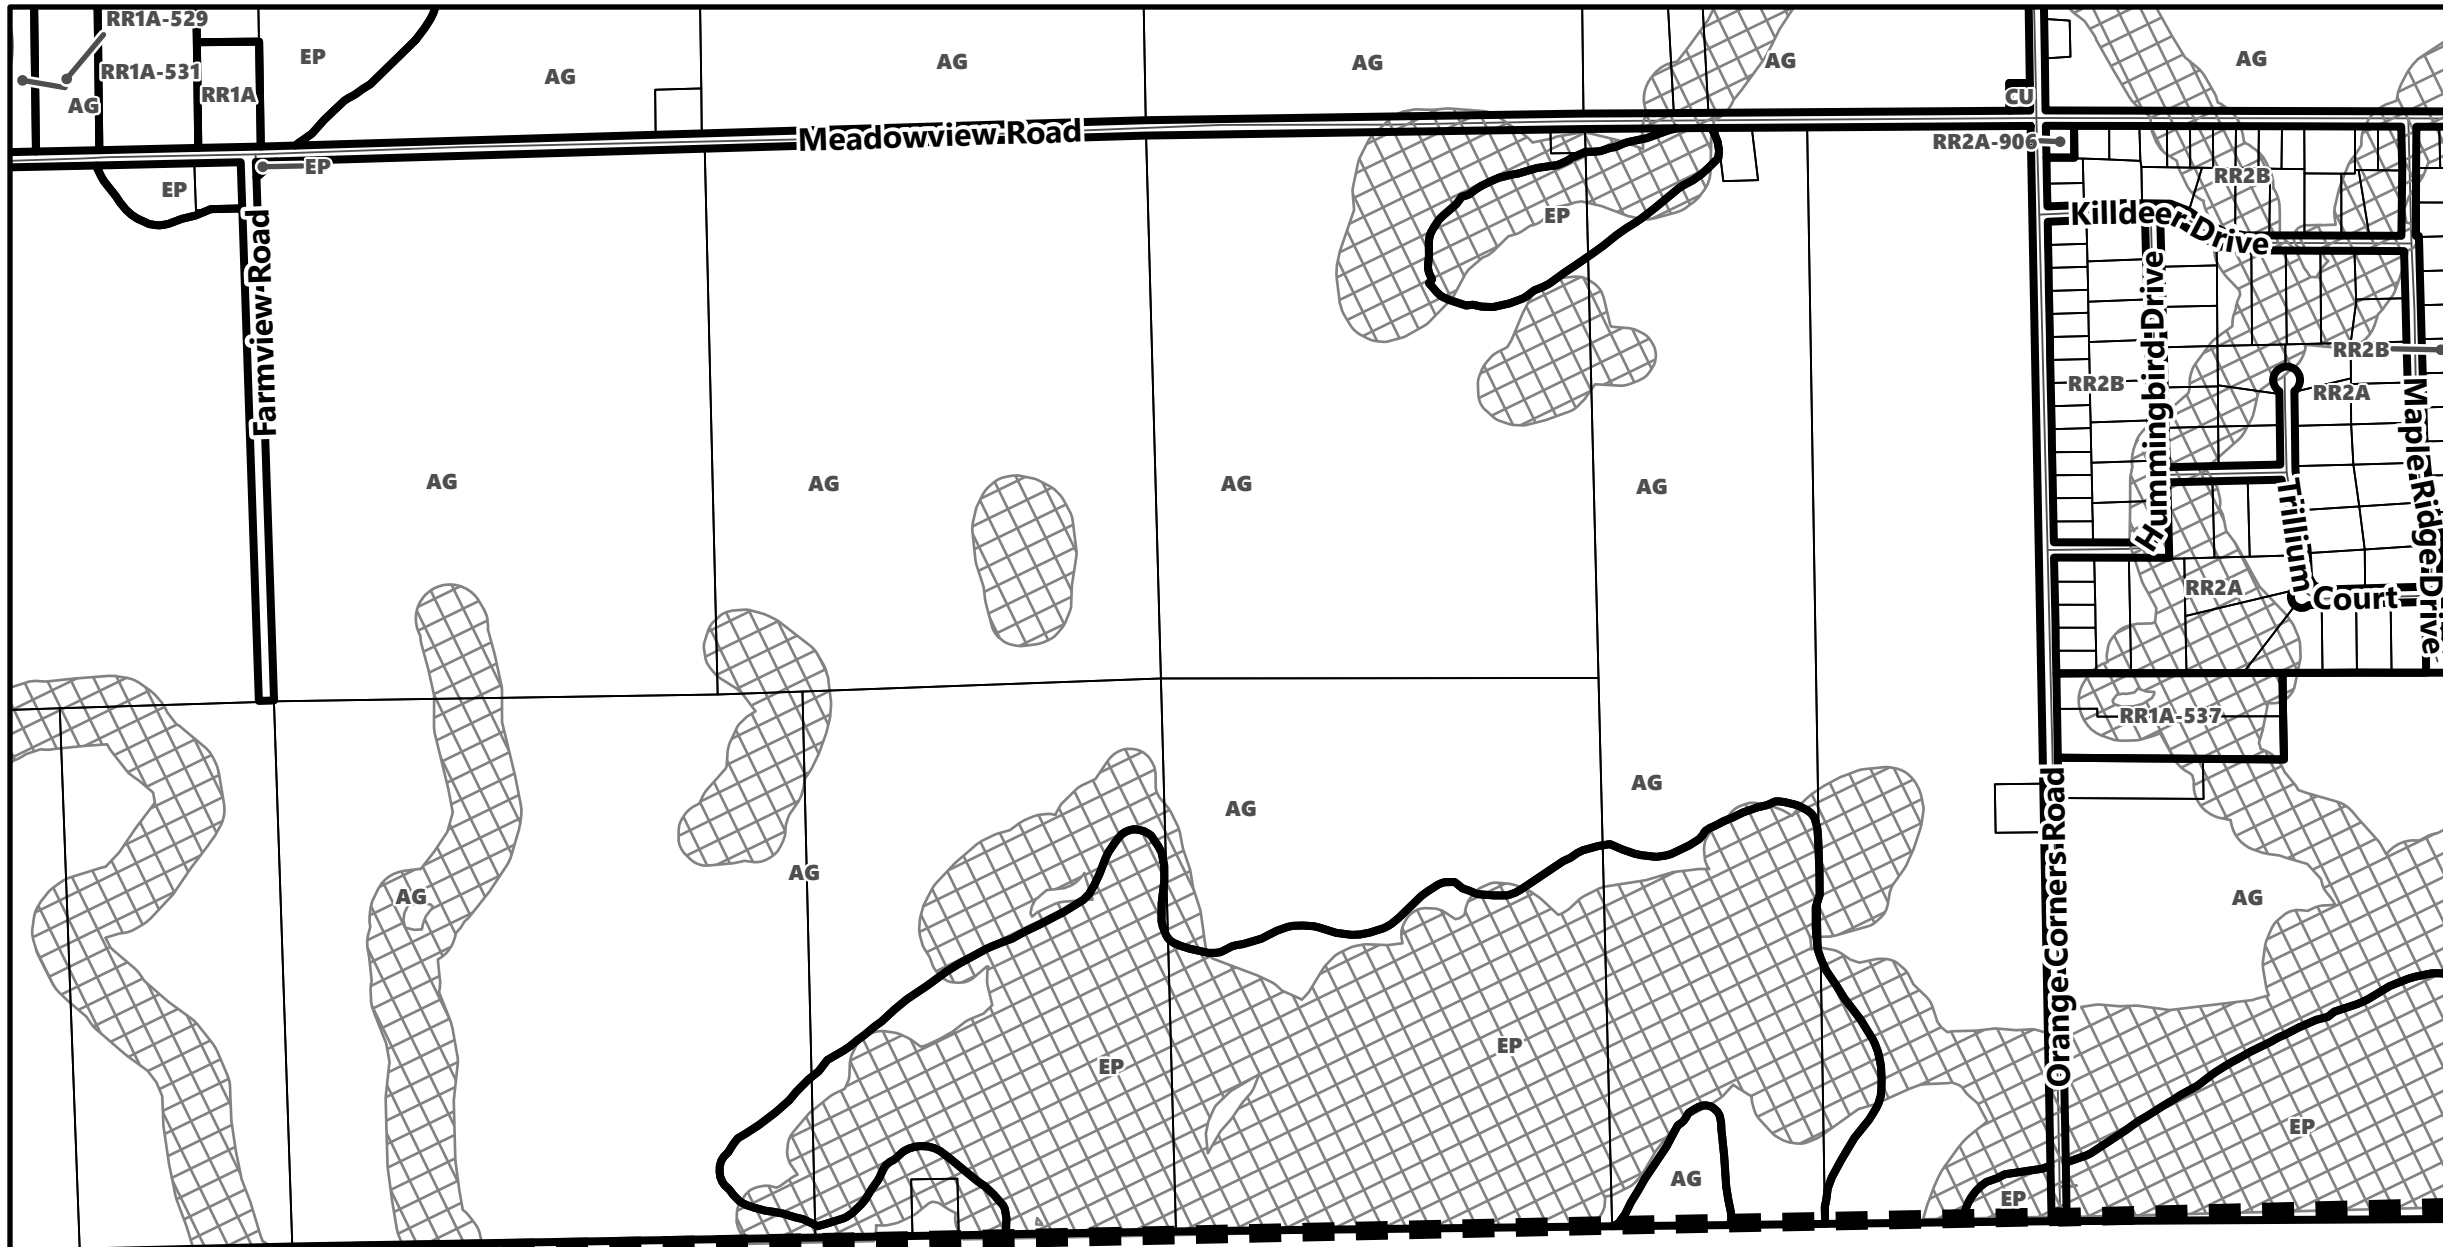 RR1A-529
EP
AG
AG
AG
AG
AG
RR1A-531
RR1A
AG
CU
Meadowview Road
RR2A-906
EP
EP
RR2B
EP
Killdeer Drive
Farmview Road
Hummingbird Drive
RR2B
RR2B
RR2A
Maple Ridge Drive
AG
AG
AG
AG
Trillium Court
RR2A
RR1A-537
AG
AG
AG
AG
AG
Orange Corners Road
EP
EP
EP
AG
EP